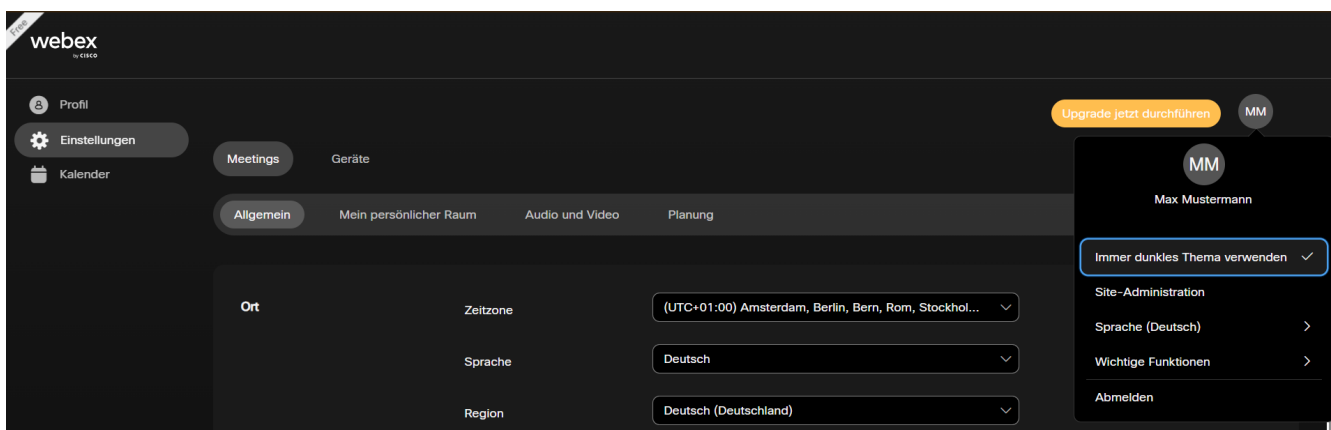 Free
webex
by CISCO
Profil
Einstellungen
Kalender
Upgrade jetzt durchführen
MM
Meetings
Geräte
Allgemein
Mein persönlicher Raum
Audio und Video
Planung
Ort
Zeitzone
(UTC+01:00) Amsterdam, Berlin, Bern, Rom, Stockhol...
Sprache
Deutsch
Region
Deutsch (Deutschland)
MM
Max Mustermann
Immer dunkles Thema verwenden
Site-Administration
Sprache (Deutsch)
Wichtige Funktionen
Abmelden